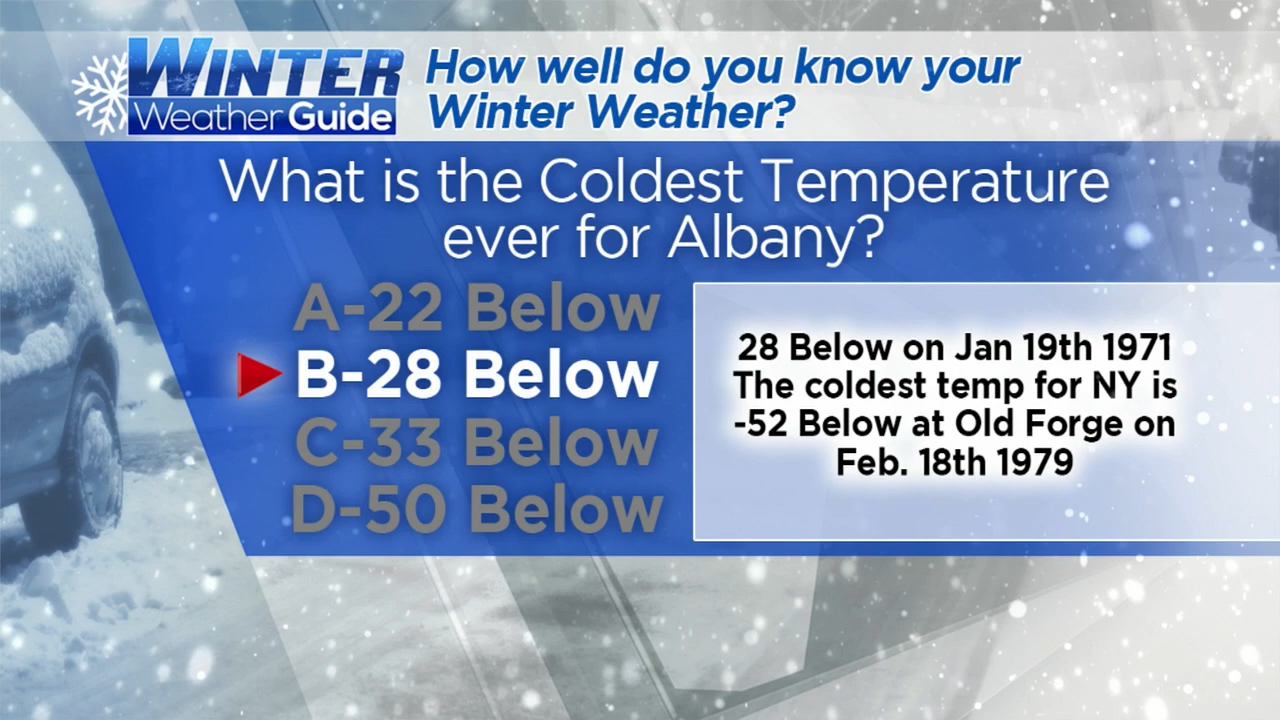 WINTER
Weather Guide
How well do you know your
Winter Weather?
What is the Coldest Temperature
ever for Albany?
A-22 Below
B-28 Below
C-33 Below
D-50 Below
28 Below on Jan 19th 1971
The coldest temp for NY is
-52 Below at Old Forge on
Feb. 18th 1979